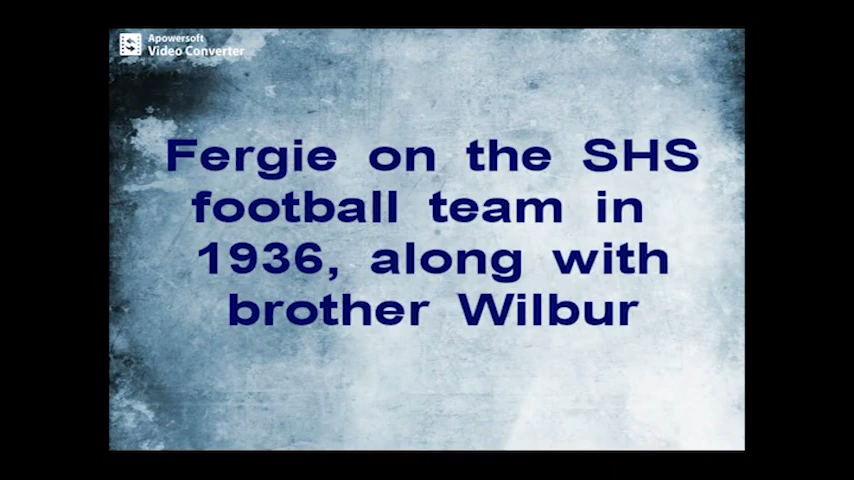 Apowersoft
Video Converter
Fergie on the SHS
football team in
1936, along with
brother Wilbur